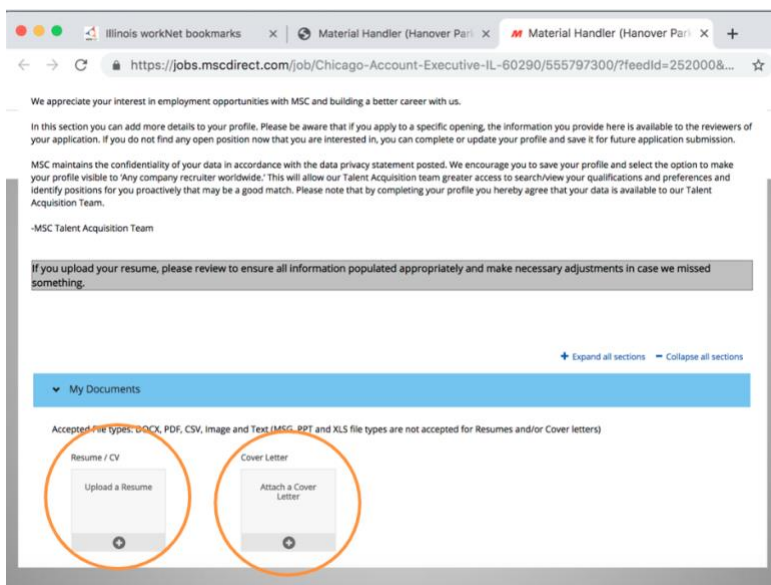 Illinois workNet bookmarks
Material Handler (Hanover Par
Material Handler (Hanover Par
https://jobs.mscdirect.com/job/Chicago-Account-Executive-IL-60290/555797300/?feedId=252000&...
We appreciate your interest in employment opportunities with MSC and building a better career with us.
In this section you can add more details to your profile. Please be aware that if you apply to a specific opening, the information you provide here is available to the reviewers of
your application. If you do not find any open position now that you are interested in, you can complete or update your profile and save it for future application submission.
MSC maintains the confidentiality of your data in accordance with the data privacy statement posted. We encourage you to save your profile and select the option to make
your profile visible to 'Any company recruiter worldwide.' This will allow our Talent Acquisition team greater access to search/view your qualifications and preferences and
identify positions for you proactively that may be a good match. Please note that by completing your profile you hereby agree that your data is available to our Talent
Acquisition Team.
-MSC Talent Acquisition Team
If you upload your resume, please review to ensure all information populated appropriately and make necessary adjustments in case we missed
something.
Expand all sections Collapse all sections
My Documents
Accepted File types: DOCX, PDF, CSV, Image and Text (MSG, PPT and XLS file types are not accepted for Resumes and/or Cover letters)
Resume / CV Cover Letter
Upload a Resume Attach a Cover
Letter